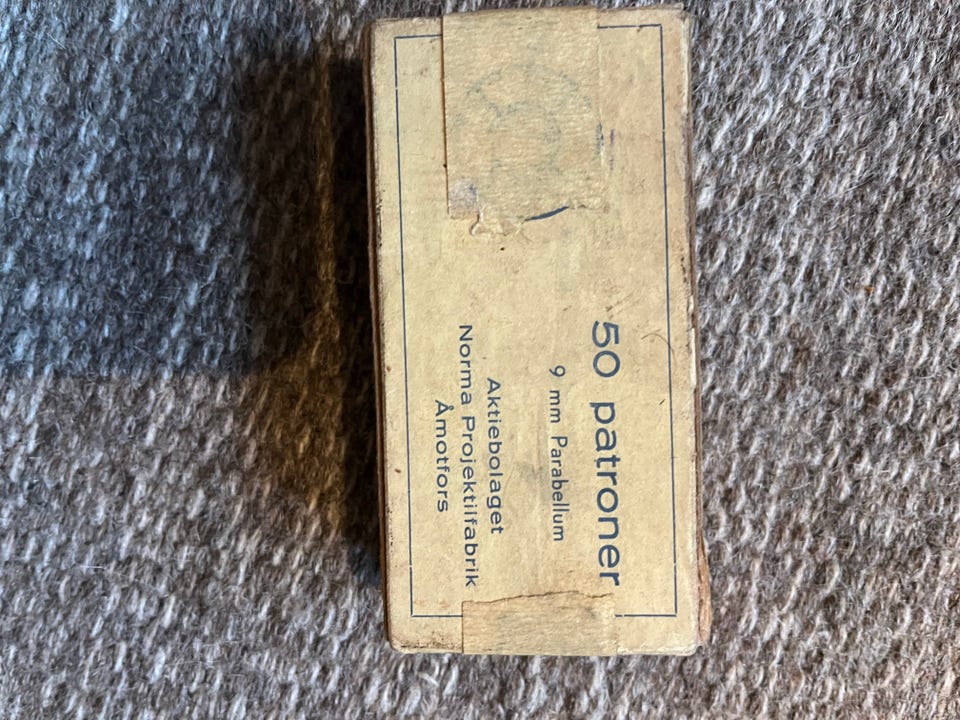 50 patroner
9 mm Parabellum
Aktiebolaget
Norma Projektilfabrik
Åmotfors